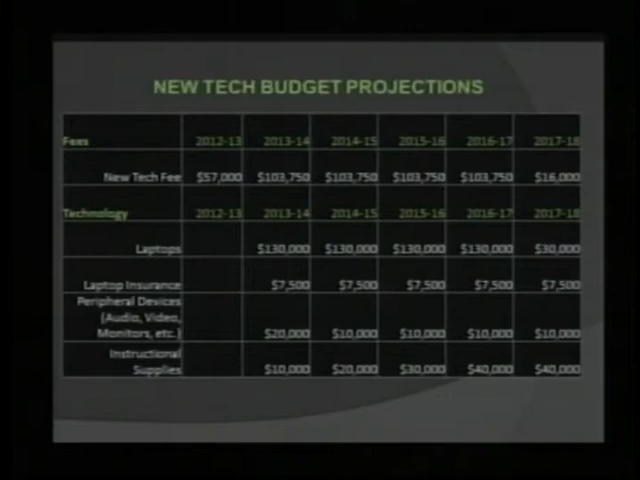 NEW TECH BUDGET PROJECTIONS
Fees 2012-13 2013-14 2014-15 2015-16 2016-17 2017-18
New Tech Fee $57,000 $103,750 $103,750 $103,750 $103,750 $16,000
Technology 2012-13 2013-14 2014-15 2015-16 2016-17 2017-18
Laptops $130,000 $130,000 $130,000 $130,000 $30,000
Laptop Insurance $7,500 $7,500 $7,500 $7,500 $7,500
Peripheral Devices
(Audio, Video,
Monitors, etc.) $20,000 $10,000 $10,000 $10,000 $10,000
Instructional
Supplies $10,000 $20,000 $30,000 $40,000 $40,000